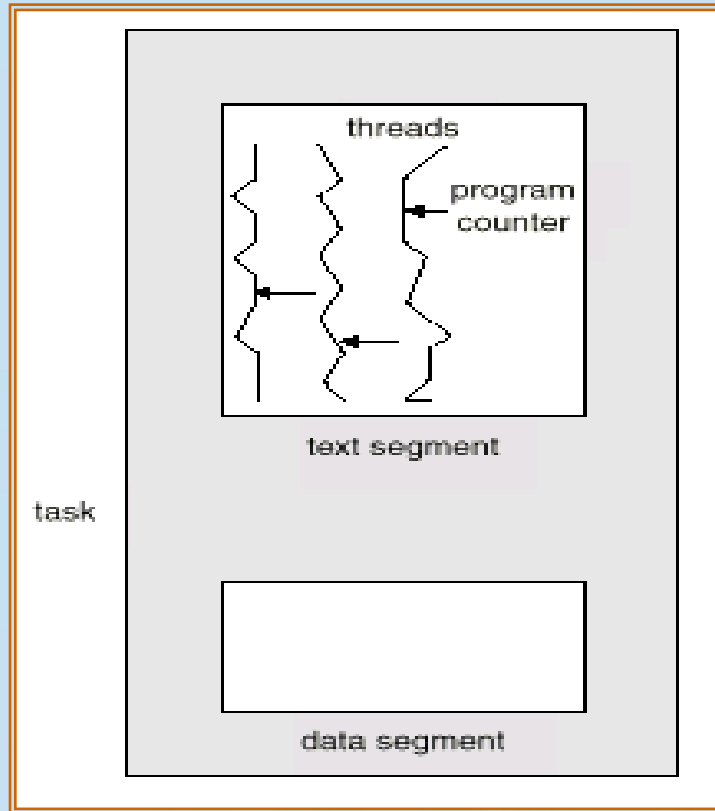 threads
program
counter
text segment
task
data segment